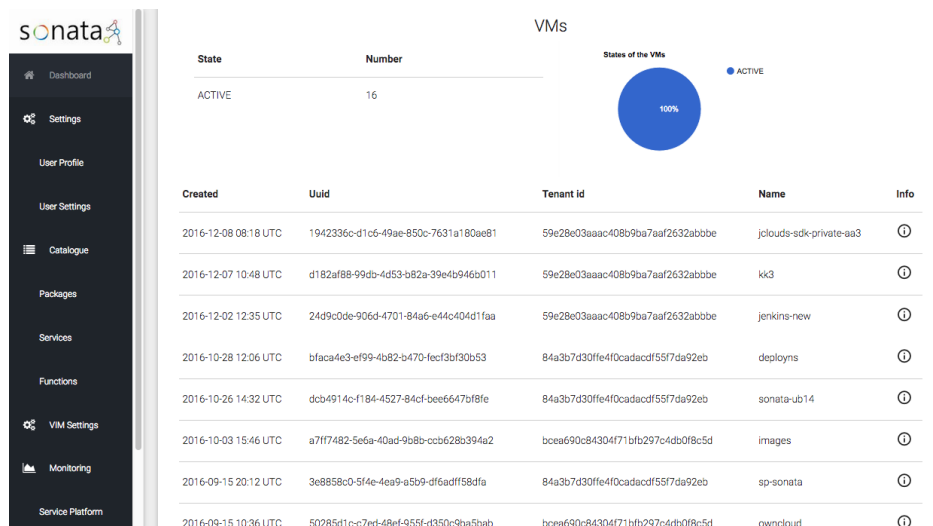 sonata
Dashboard
Settings
User Profile
User Settings
Catalogue
Packages
Services
Functions
VIM Settings
Monitoring
Service Platform
VMs
State Number
ACTIVE 16
States of the VMs
100%
ACTIVE
Created Uuid Tenant id Name Info
2016-12-08 08:18 UTC 1942336c-d1c6-49ae-850c-7631a180ae81 59e28e03aaac408b9ba7aaf2632abbbe jclouds-sdk-private-aa3
2016-12-07 10:48 UTC d182af88-99db-4d53-b82a-39e4b946b011 59e28e03aaac408b9ba7aaf2632abbbe kk3
2016-12-02 12:35 UTC 24d9c0de-906d-4701-84a6-e44c404d1faa 59e28e03aaac408b9ba7aaf2632abbbe jenkins-new
2016-10-28 12:06 UTC bfaca4e3-ef99-4b82-b470-fecf3bf30b53 84a3b7d30ffe4f0cadacdf55f7da92eb deployns
2016-10-26 14:32 UTC dcb4914c-f184-4527-84cf-bee6647bf8fe 84a3b7d30ffe4f0cadacdf55f7da92eb sonata-ub14
2016-10-03 15:46 UTC a7ff7482-5e6a-40ad-9b8b-ccb628b394a2 bcea690c84304f71bfb297c4db0f8c5d images
2016-09-15 20:12 UTC 3e8858c0-5f4e-4ea9-a5b9-df6adff58dfa 84a3b7d30ffe4f0cadacdf55f7da92eb sp-sonata
2016-09-15 10:36 UTC 50285d1c-c7ed-48ef-955f-d350c9ba5bab bcea690c84304f71bfb297c4db0f8c5d owncloud